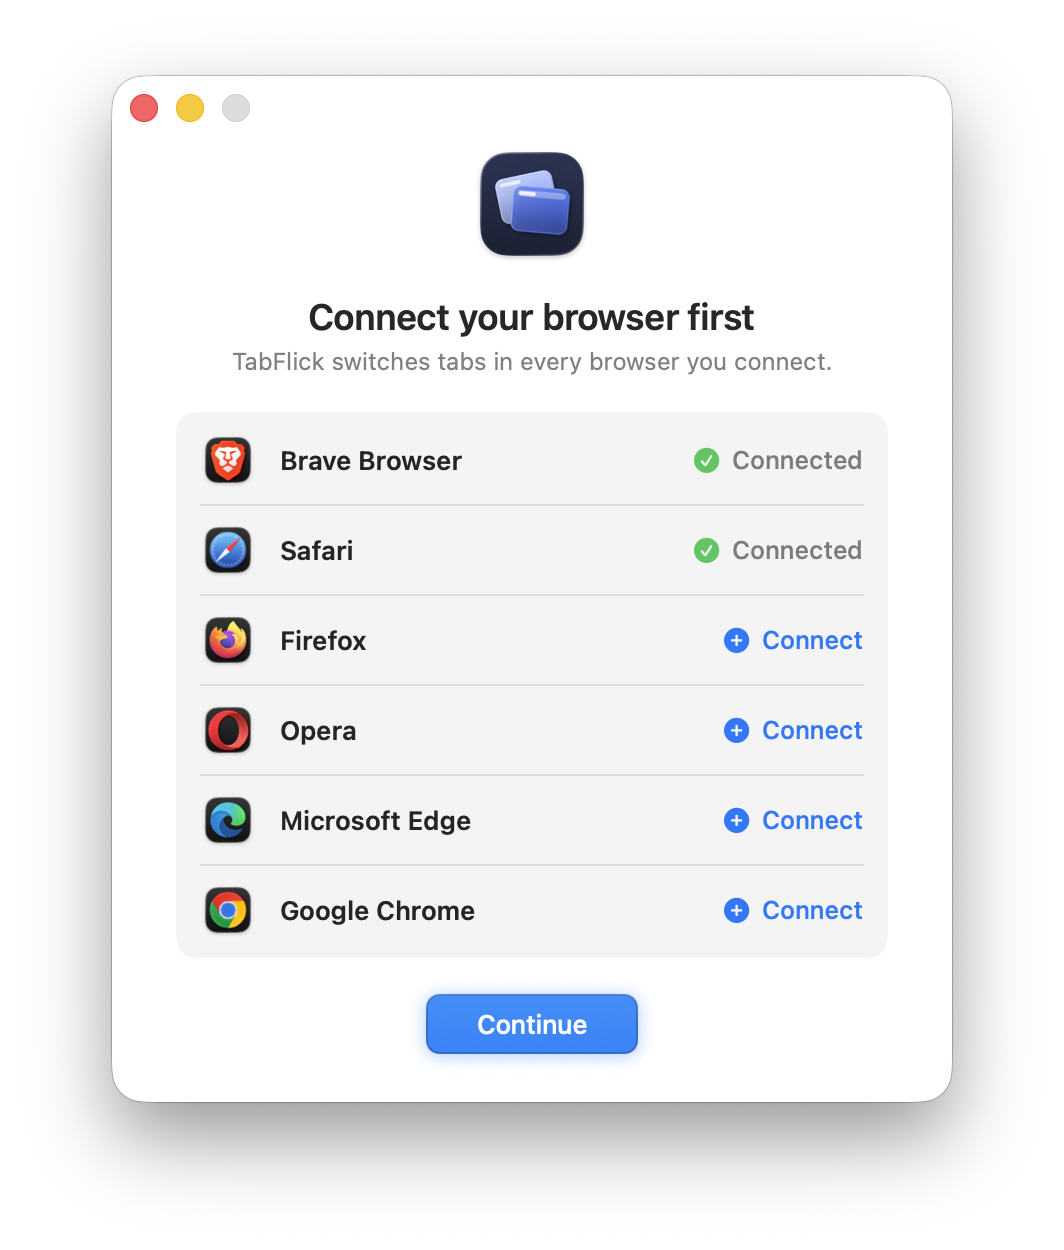 Connect your browser first
TabFlick switches tabs in every browser you connect.
Brave Browser Connected
Safari Connected
Firefox Connect
Opera Connect
Microsoft Edge Connect
Google Chrome Connect
Continue